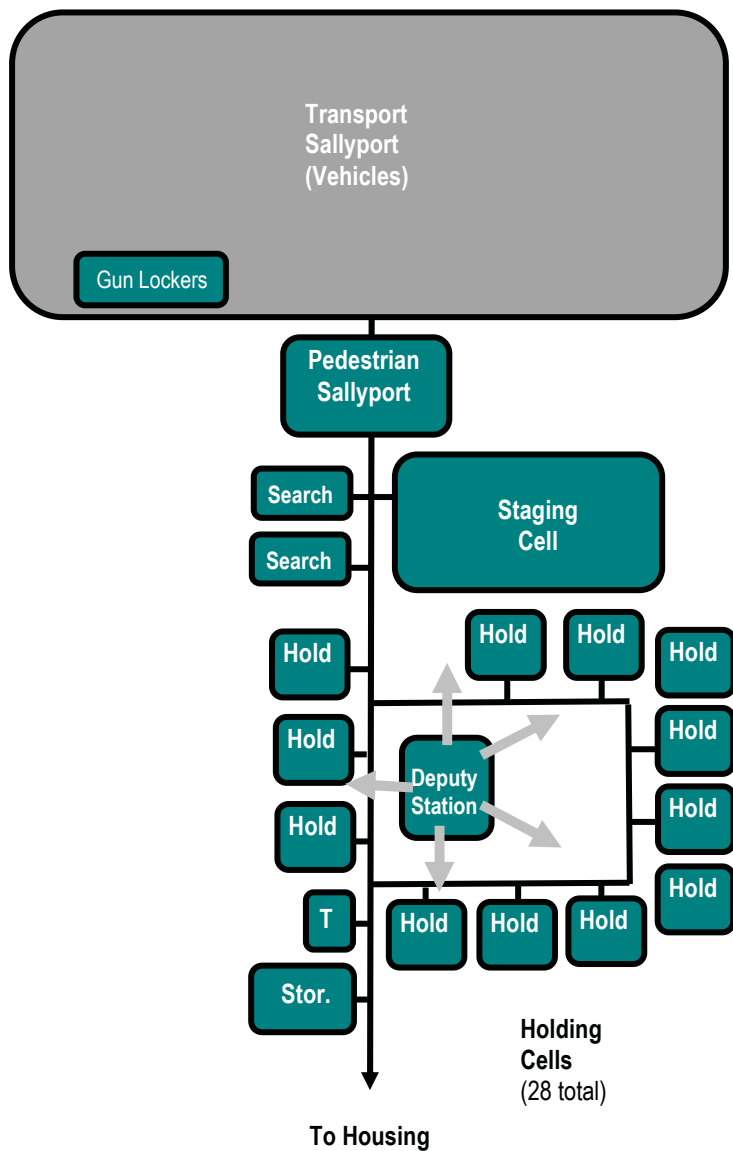 Transport
Sallyport
(Vehicles)
Gun Lockers
Pedestrian
Sallyport
Search
Staging
Cell
Search
Hold
Hold
Hold
Hold
Hold
Hold
Deputy
Station
Hold
Hold
T
Hold
Hold
Hold
Hold
Stor.
Holding
Cells
(28 total)
To Housing